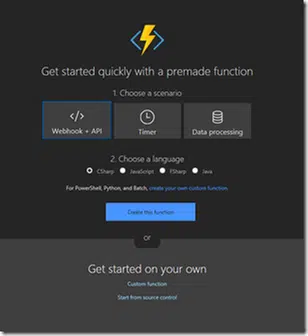 Get started quickly with a premade function
1. Choose a scenario
</> Webhook + API
Timer
Data processing
2. Choose a language
CSharp JavaScript FSharp Java
For PowerShell, Python, and Batch, create your own custom function.
Create this function
or
Get started on your own
Custom function
Start from source control